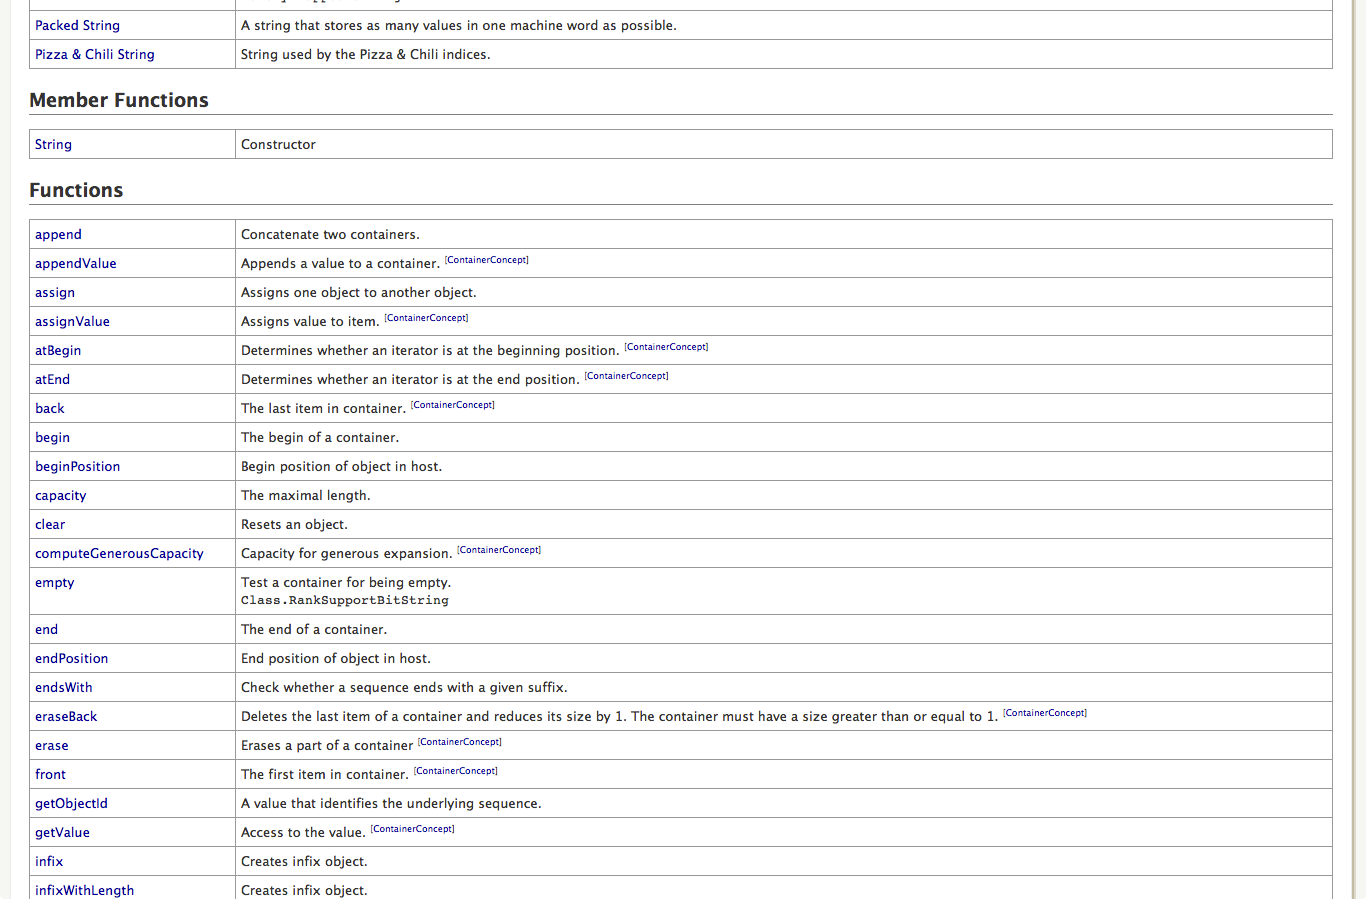 Packed String A string that stores as many values in one machine word as possible.
Pizza & Chili String String used by the Pizza & Chili indices.
Member Functions
String Constructor
Functions
append Concatenate two containers.
appendValue Appends a value to a container. [ContainerConcept]
assign Assigns one object to another object.
assignValue Assigns value to item. [ContainerConcept]
atBegin Determines whether an iterator is at the beginning position. [ContainerConcept]
atEnd Determines whether an iterator is at the end position. [ContainerConcept]
back The last item in container. [ContainerConcept]
begin The begin of a container.
beginPosition Begin position of object in host.
capacity The maximal length.
clear Resets an object.
computeGenerousCapacity Capacity for generous expansion. [ContainerConcept]
empty Test a container for being empty.
Class.RankSupportBitString
end The end of a container.
endPosition End position of object in host.
endsWith Check whether a sequence ends with a given suffix.
eraseBack Deletes the last item of a container and reduces its size by 1. The container must have a size greater than or equal to 1. [ContainerConcept]
erase Erases a part of a container [ContainerConcept]
front The first item in container. [ContainerConcept]
getObjectId A value that identifies the underlying sequence.
getValue Access to the value. [ContainerConcept]
infix Creates infix object.
infixWithLength Creates infix object.